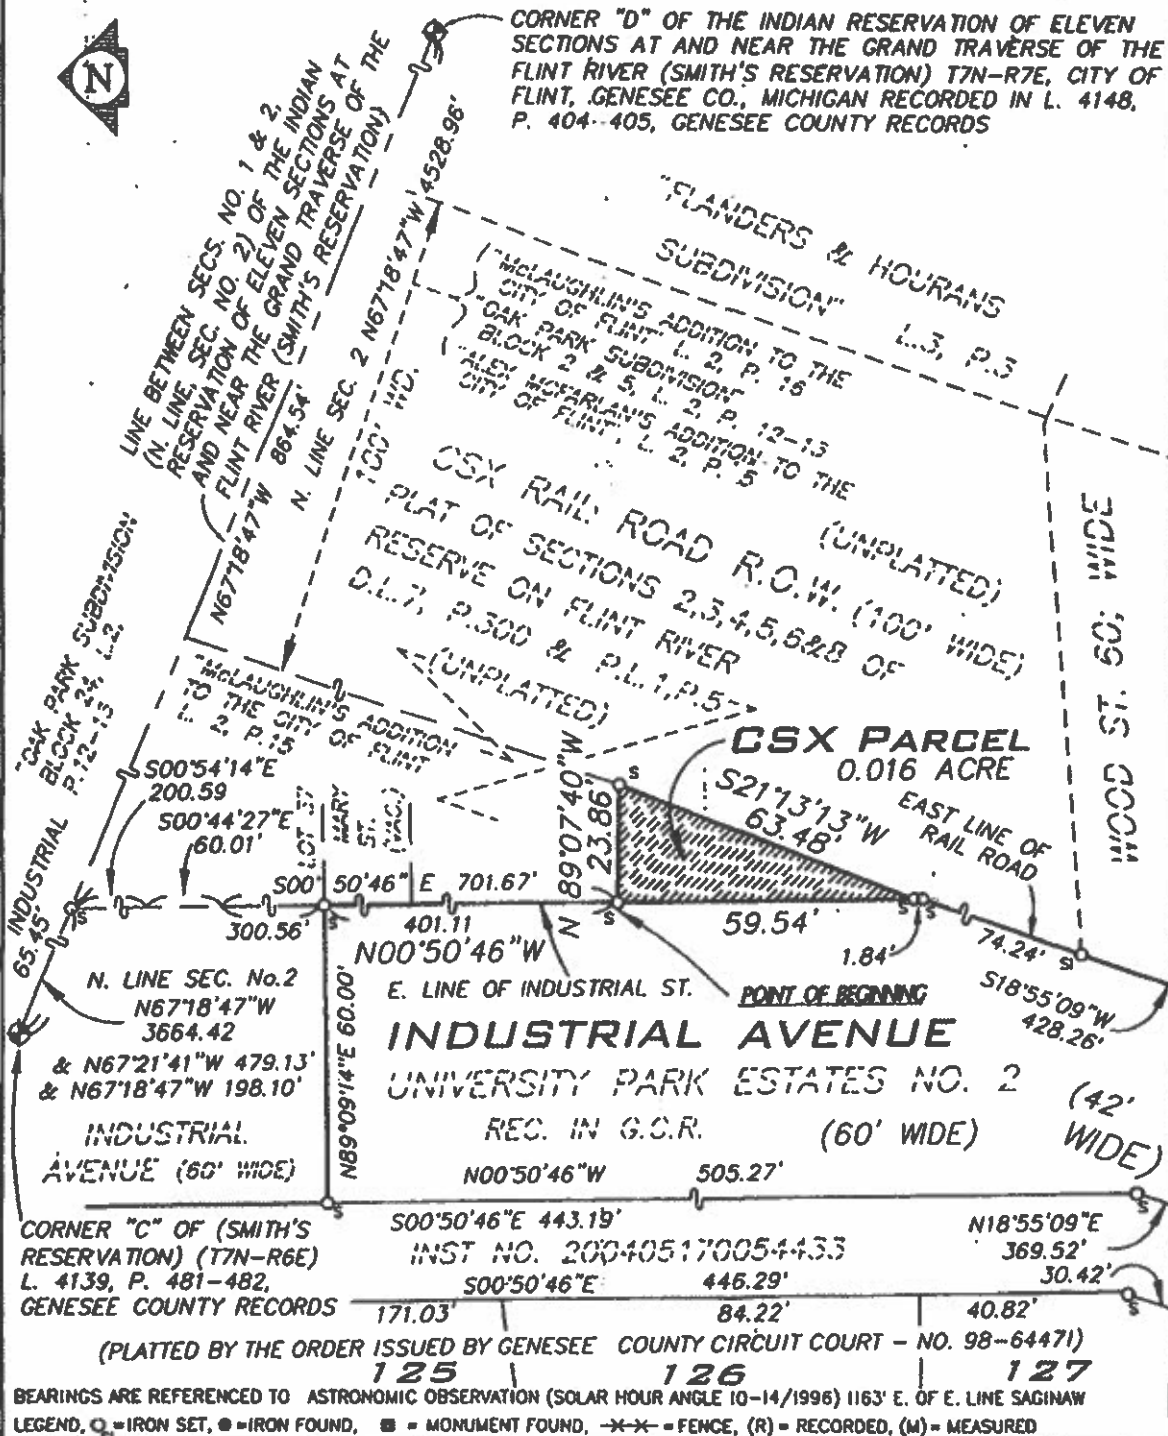 N
CORNER "D" OF THE INDIAN RESERVATION OF ELEVEN
SECTIONS AT AND NEAR THE GRAND TRAVERSE OF THE
FLINT RIVER (SMITH'S RESERVATION) T7N-R7E, CITY OF
FLINT, GENESEE CO., MICHIGAN RECORDED IN L. 4148,
P. 404-405, GENESEE COUNTY RECORDS
LINE BETWEEN SECS. NO. 1 & 2,
(N. LINE, SEC. NO. 2) OF THE INDIAN
RESERVATION OF ELEVEN SECTIONS AT
AND NEAR THE GRAND TRAVERSE OF THE
FLINT RIVER (SMITH'S RESERVATION)
N67°18'47"W 864.54'
N. LINE SEC. 2 N67°18'47"W 4528.96'
100' WD.
"FLANDERS & HOURANS
SUBDIVISION"
L.3, P.3
"McLAUGHLIN'S ADDITION TO THE
CITY OF FLINT" L. 2, P. 16
"OAK PARK SUBDIVISION"
BLOCK 2 & 5, L. 2, P. 12-13
"ALEX MCFARLAN'S ADDITION TO THE
CITY OF FLINT", L. 2, P. 5
CSX RAIL ROAD R.O.W. (100' WIDE)
(UNPLATTED)
PLAT OF SECTIONS 2,3,4,5,6&8 OF
RESERVE ON FLINT RIVER
D.L.7, P.300 & P.L.1,P.5
(UNPLATTED)
WOOD ST. 50' WIDE
"OAK PARK SUBDIVISION
BLOCK 24, L.2,
P.12-13
"McLAUGHLIN'S ADDITION
TO THE CITY OF FLINT
L. 2, P.15
CSX PARCEL
0.016 ACRE
S21°13'13"W
63.48'
EAST LINE OF
RAIL ROAD
N 89°07'40"W
23.86'
S00°54'14"E
200.59
S00°44'27"E
60.01'
LOT 37
MARY
ST.
(VAC.)
INDUSTRIAL
65.45'
S00°50'46" E 701.67'
300.56'
401.11
N00°50'46"W
59.54'
1.84'
74.24'
S18°55'09"W
428.26'
N. LINE SEC. No.2
N67°18'47"W
3664.42
& N67°21'41"W 479.13'
& N67°18'47"W 198.10'
E. LINE OF INDUSTRIAL ST.
POINT OF BEGINNING
INDUSTRIAL AVENUE
N89°09'14"E 60.00'
UNIVERSITY PARK ESTATES NO. 2
REC. IN G.C.R.
(60' WIDE)
(42'
WIDE)
INDUSTRIAL
AVENUE (60' WIDE)
N00°50'46"W 505.27'
CORNER "C" OF (SMITH'S
RESERVATION) (T7N-R6E)
L. 4139, P. 481-482,
GENESEE COUNTY RECORDS
S00°50'46"E 443.19'
N18°55'09"E
369.52'
INST NO. 200405170054433
S00°50'46"E 446.29'
30.42'
171.03'
84.22'
40.82'
(PLATTED BY THE ORDER ISSUED BY GENESEE COUNTY CIRCUIT COURT - NO. 98-64471)
125
126
127
BEARINGS ARE REFERENCED TO ASTRONOMIC OBSERVATION (SOLAR HOUR ANGLE 10-14/1996) 1163' E. OF E. LINE SAGINAW
LEGEND, =IRON SET, =IRON FOUND, = MONUMENT FOUND, = FENCE, (R) = RECORDED, (M) = MEASURED